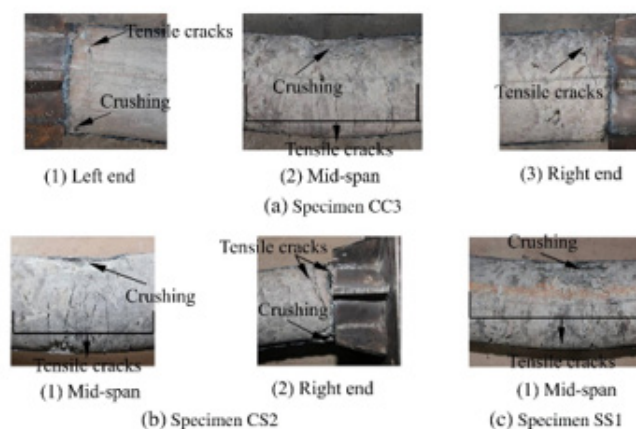 Tensile cracks
Crushing
(1) Left end
Crushing
Tensile cracks
(2) Mid-span
Tensile cracks
(3) Right end
(a) Specimen CC3
Crushing
Tensile cracks
(1) Mid-span
Tensile cracks
Crushing
(2) Right end
(b) Specimen CS2
Crushing
Tensile cracks
(1) Mid-span
(c) Specimen SS1